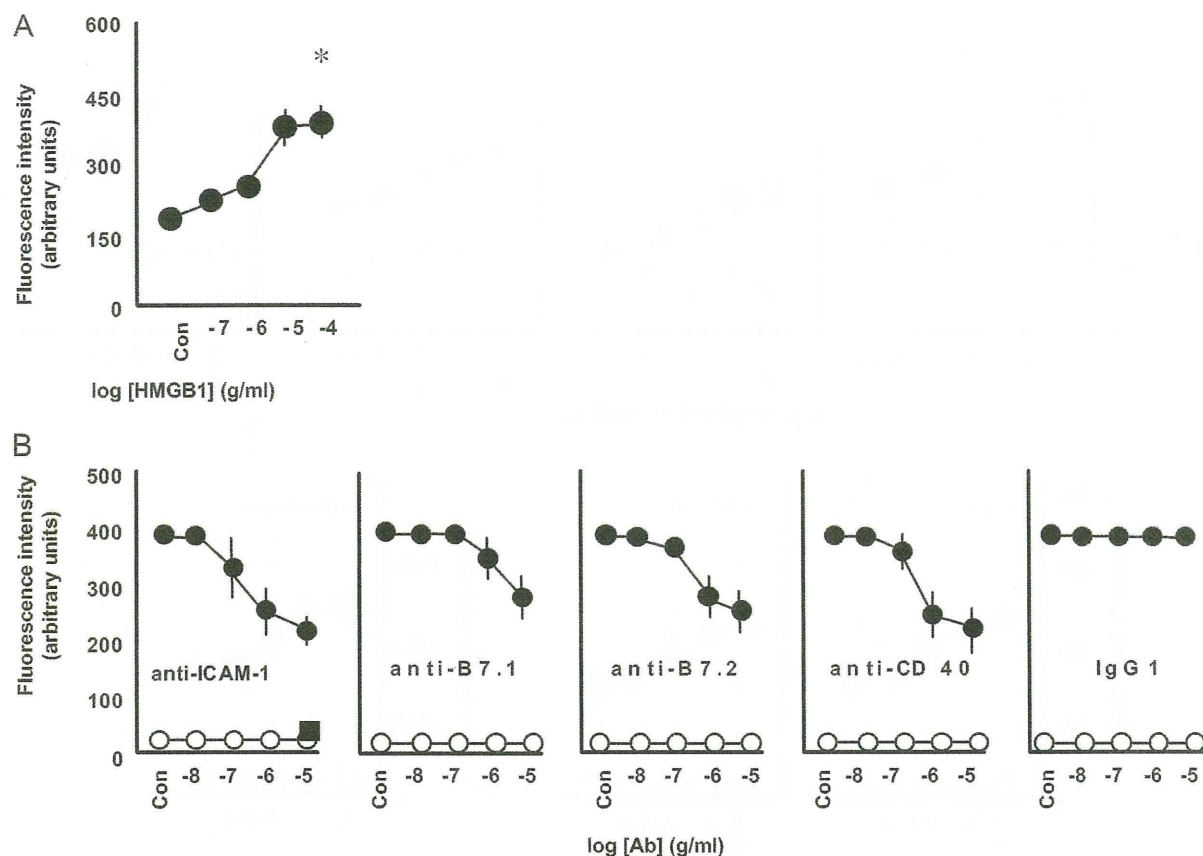 A
Fluorescence intensity
(arbitrary units)
600
450
300
150
0
*
Con -7 -6 -5 -4
log [HMGB1] (g/ml)
B
Fluorescence intensity
(arbitrary units)
500
400
300
200
100
0
anti-ICAM-1
anti-B7.1
anti-B7.2
anti-CD 40
IgG 1
Con -8 -7 -6 -5
Con -8 -7 -6 -5
Con -8 -7 -6 -5
Con -8 -7 -6 -5
Con -8 -7 -6 -5
log [Ab] (g/ml)